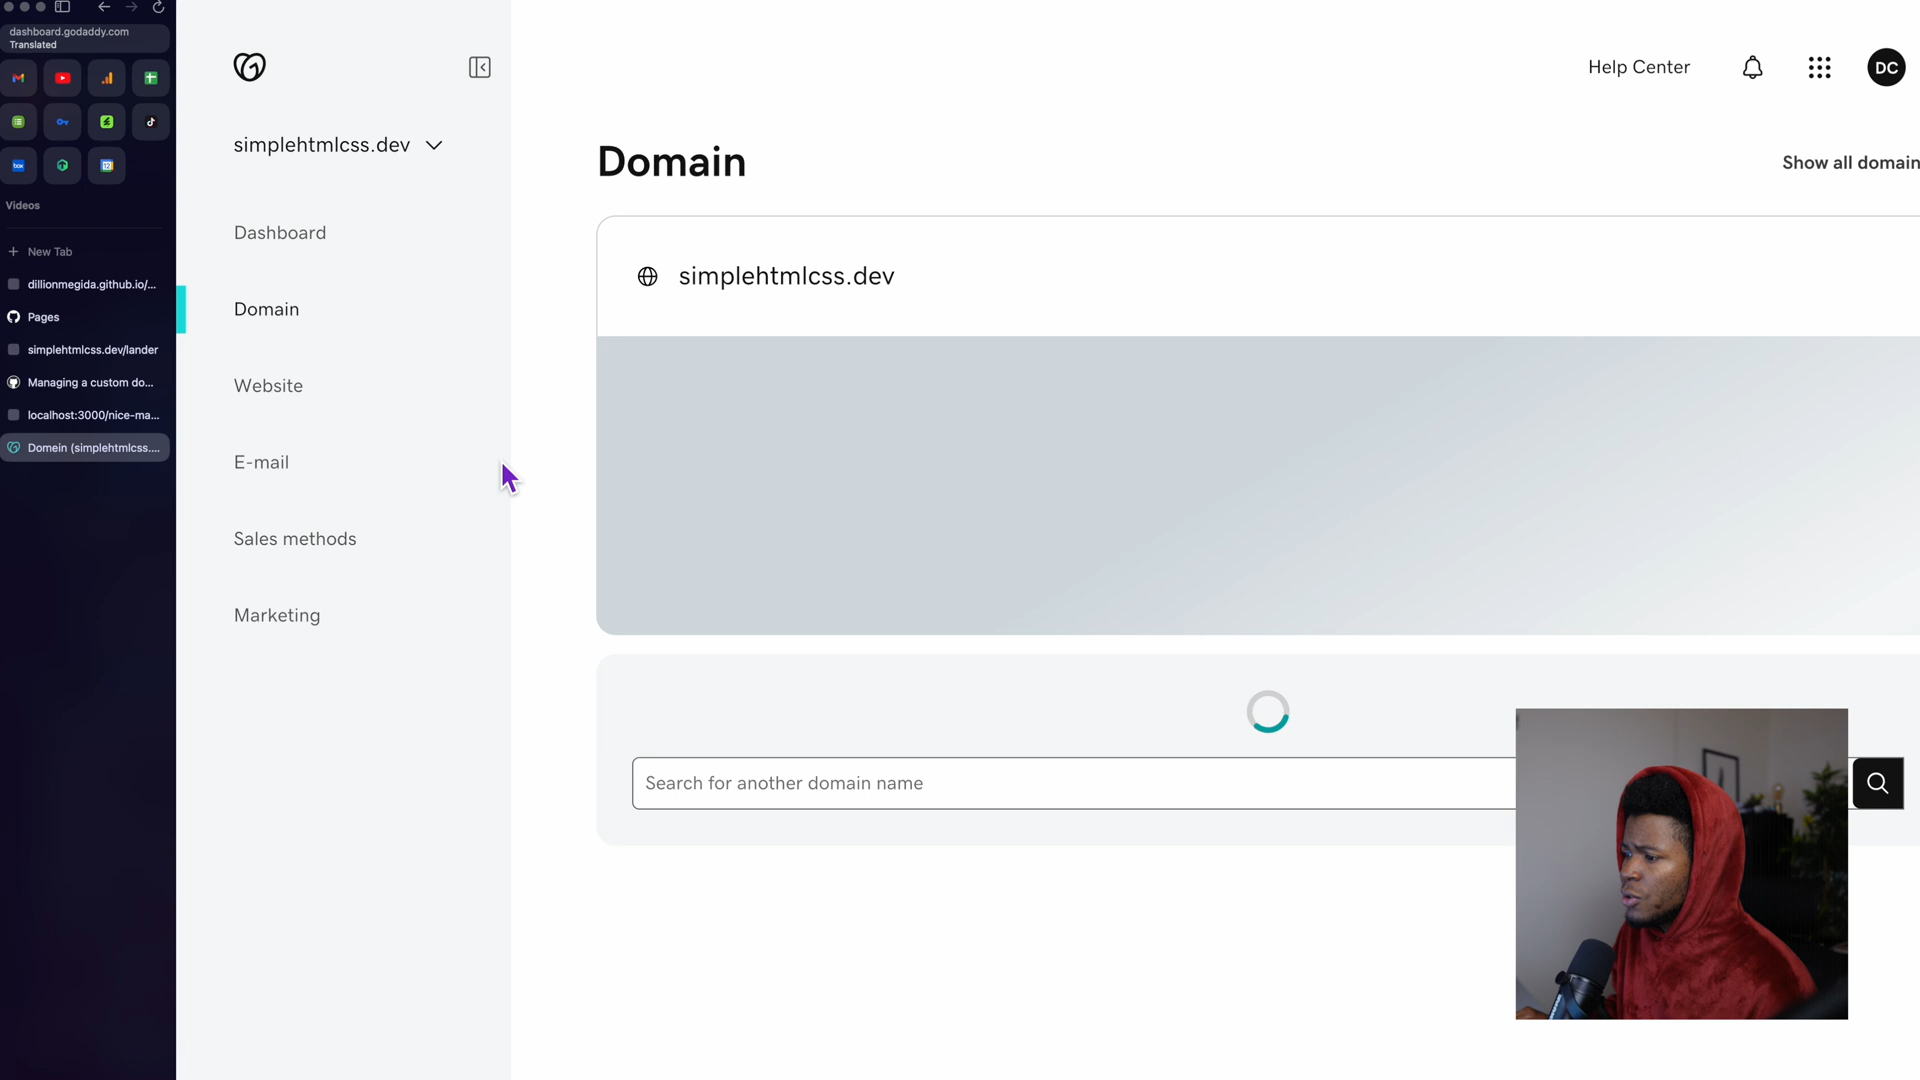 dashboard.godaddy.com
Translated
box
12
Videos
New Tab
dillionmegida.github.io/...
Pages
simplehtmlcss.dev/lander
Managing a custom do...
localhost:3000/nice-ma...
Domein (simplehtmlcss....
simplehtmlcss.dev
Dashboard
Domain
Website
E-mail
Sales methods
Marketing
Help Center
DC
Domain
Show all domain
simplehtmlcss.dev
Search for another domain name